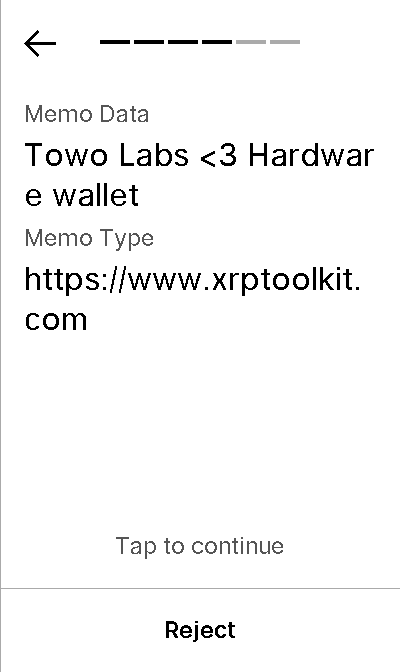 Memo Data
Towo Labs <3 Hardwar
e wallet
Memo Type
https://www.xrptoolkit.
com
Tap to continue
Reject